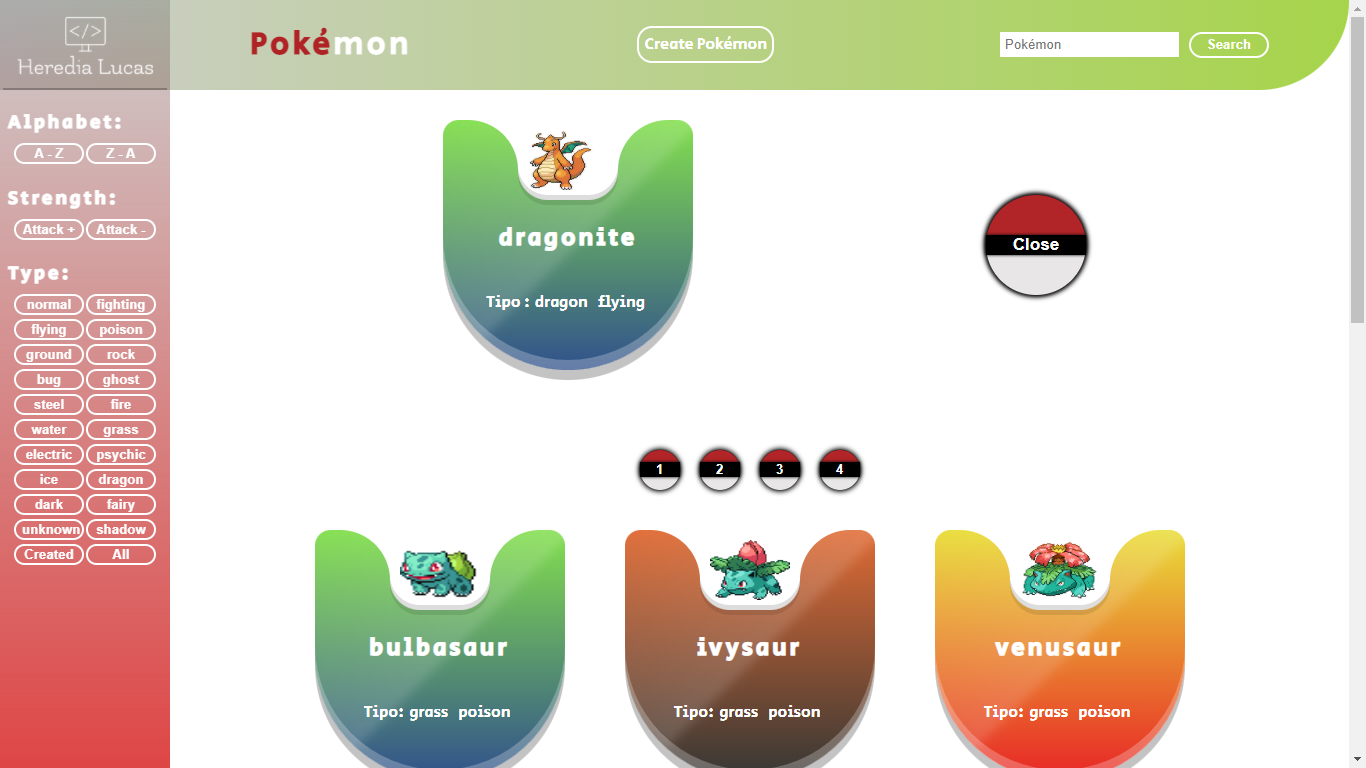 </>
Heredia Lucas
Pokémon
Create Pokémon
Pokémon
Search
Alphabet:
A - Z
Z - A
Strength:
Attack +
Attack -
Type:
normal
fighting
flying
poison
ground
rock
bug
ghost
steel
fire
water
grass
electric
psychic
ice
dragon
dark
fairy
unknown
shadow
Created
All
dragonite
Tipo : dragon flying
Close
1
2
3
4
bulbasaur
Tipo: grass poison
ivysaur
Tipo: grass poison
venusaur
Tipo: grass poison